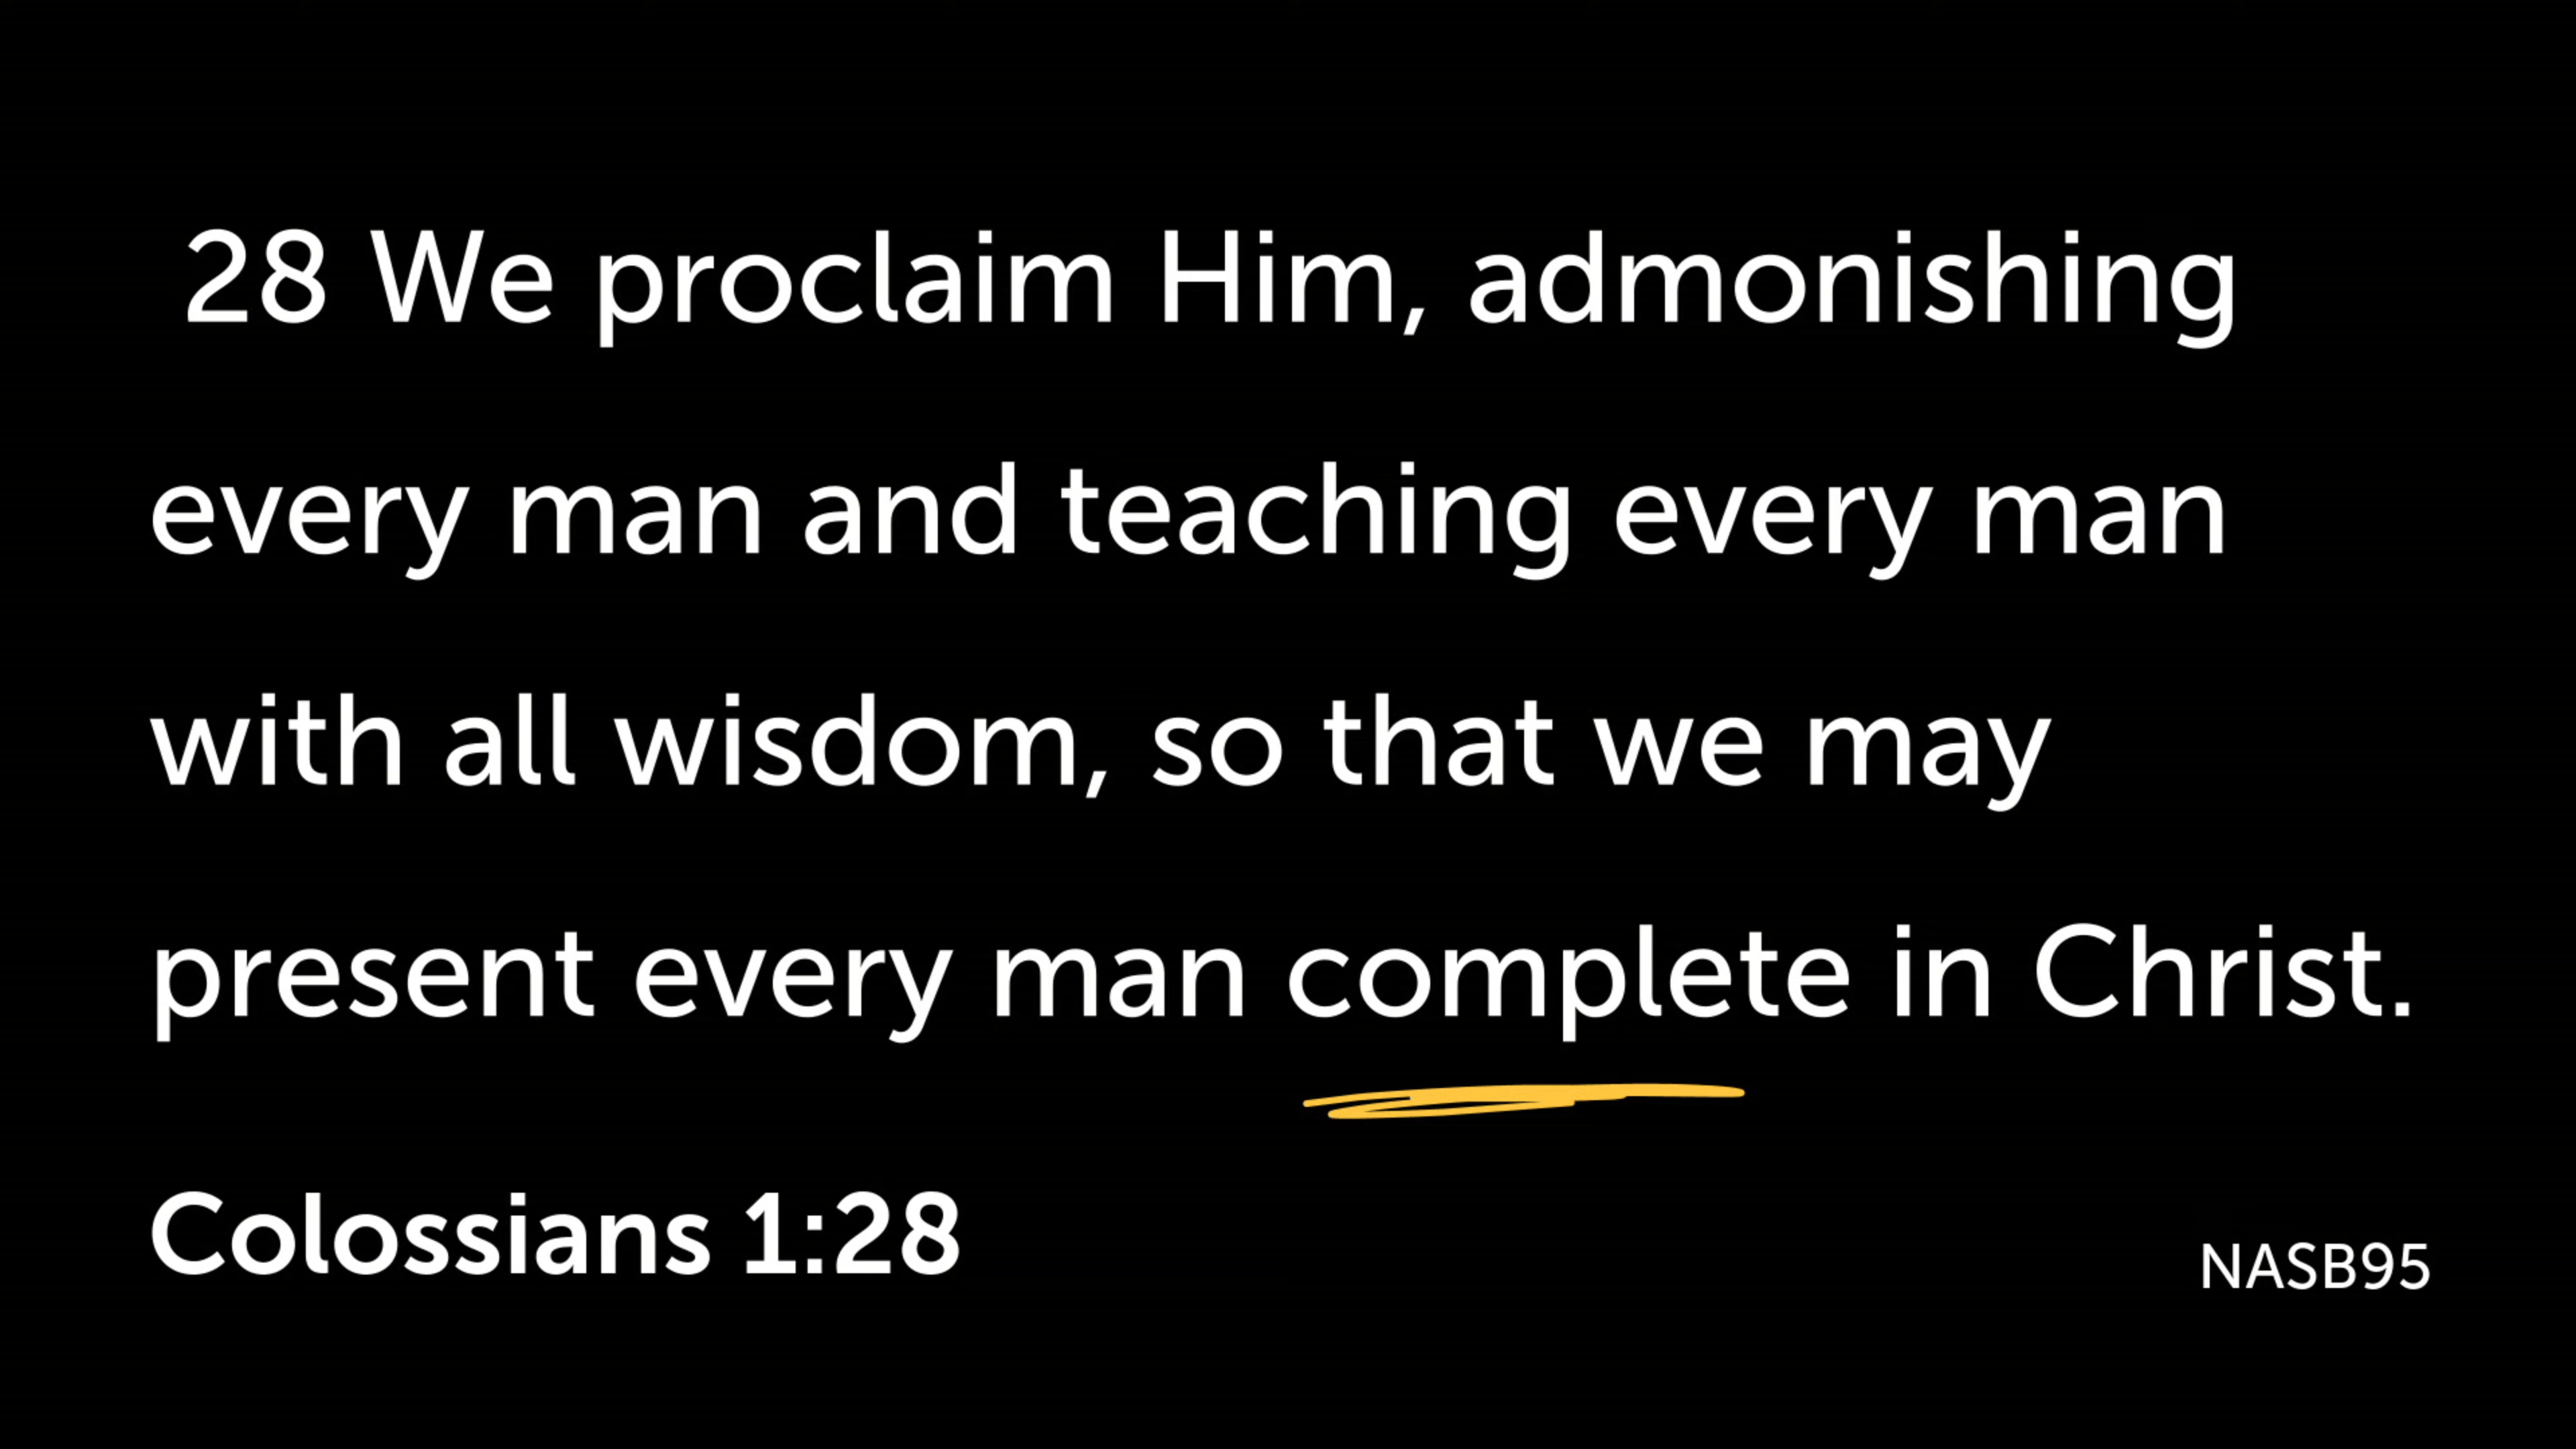 28 We proclaim Him, admonishing
every man and teaching every man
with all wisdom, so that we may
present every man complete in Christ.
Colossians 1:28
NASB95